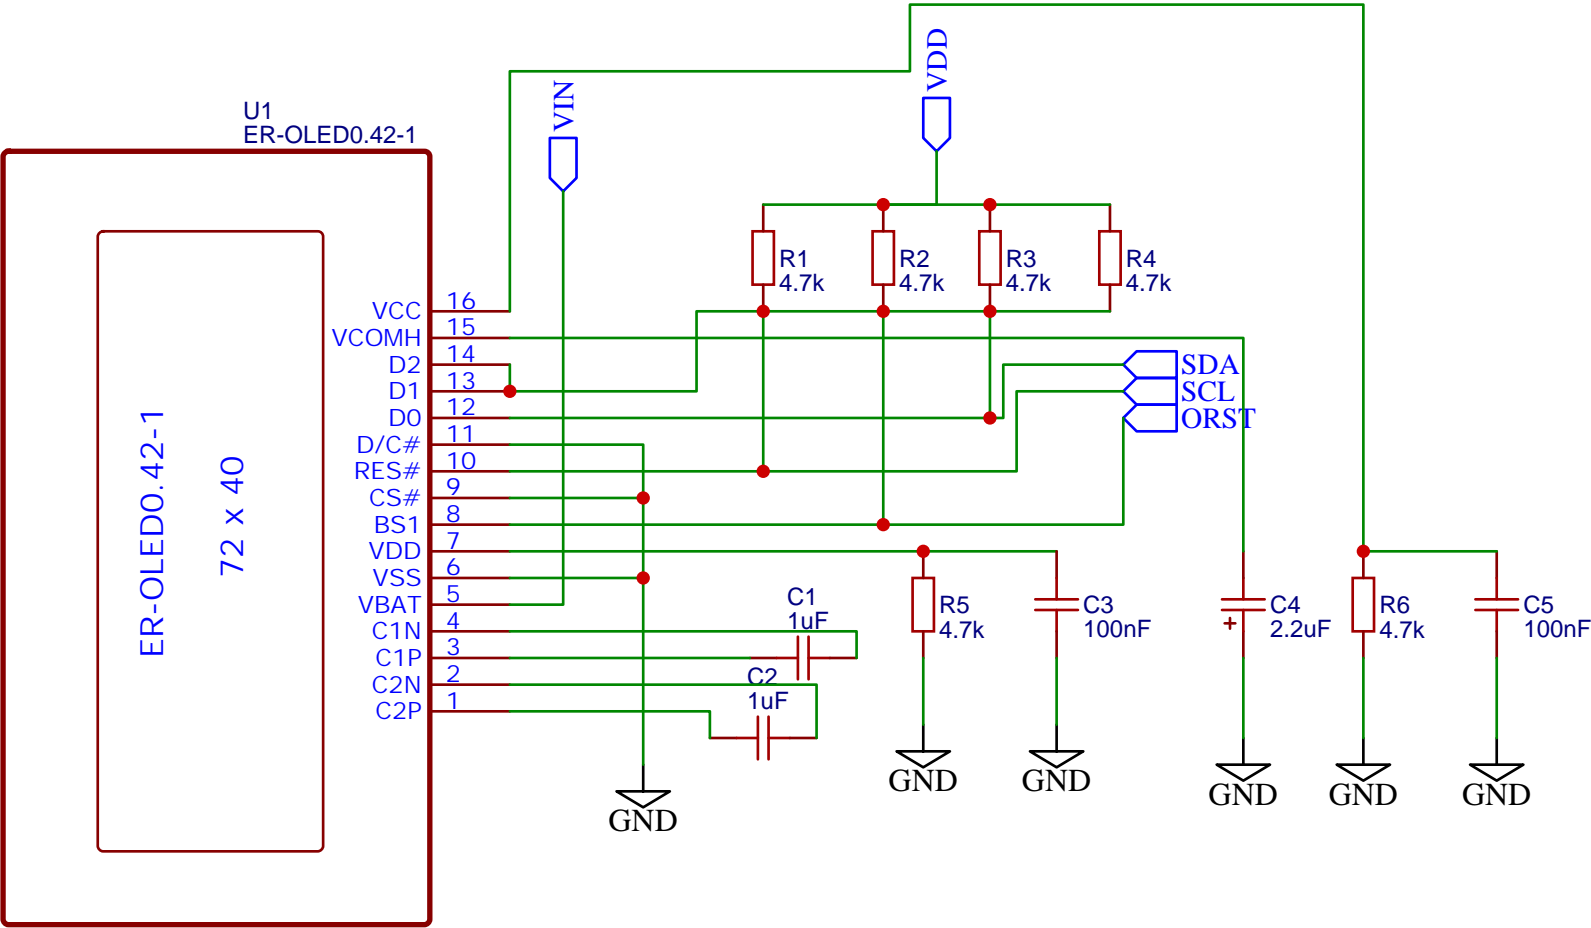 U1
ER-OLED0.42-1
VIN
VDD
ER-OLED0.42-1
72 x 40
VCC 16
VCOMH 15
D2 14
D1 13
D0 12
D/C# 11
RES# 10
CS# 9
BS1 8
VDD 7
VSS 6
VBAT 5
C1N 4
C1P 3
C2N 2
C2P 1
R1
4.7k
R2
4.7k
R3
4.7k
R4
4.7k
SDA
SCL
ORST
C1
1uF
C2
1uF
R5
4.7k
C3
100nF
+
C4
2.2uF
R6
4.7k
C5
100nF
GND
GND
GND
GND
GND
GND